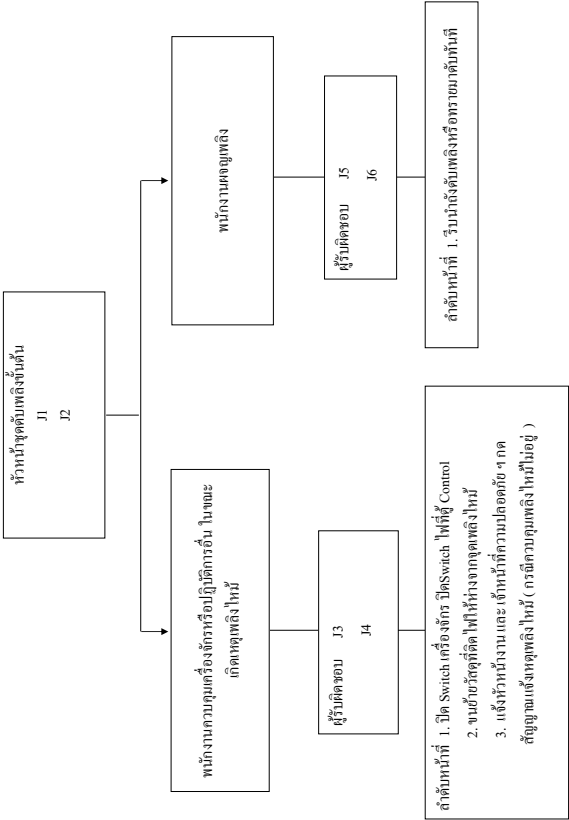 หัวหน้าชุดดับเพลิงขั้นต้น
J1
J2
พนักงานควบคุมเครื่องจักรหรือปฏิบัติการอื่น ในขณะ
เกิดเหตุเพลิงไหม้
ผู้รับผิดชอบ J3
J4
ลำดับหน้าที่ 1. ปิด Switch เครื่องจักร ปิดSwitch ไฟที่ตู้ Control
2. ขนย้ายวัสดุที่ติดไฟให้ห่างจากจุดเพลิงไหม้
3. แจ้งหัวหน้างาน และ เจ้าหน้าที่ความปลอดภัย ฯ กด
สัญญาณแจ้งเหตุเพลิงไหม้ ( กรณีควบคุมเพลิงไหม้ไม่อยู่ )
พนักงานผจญเพลิง
ผู้รับผิดชอบ J5
J6
ลำดับหน้าที่ 1. รีบนำถังดับเพลิงหรือทรายมาดับทันที